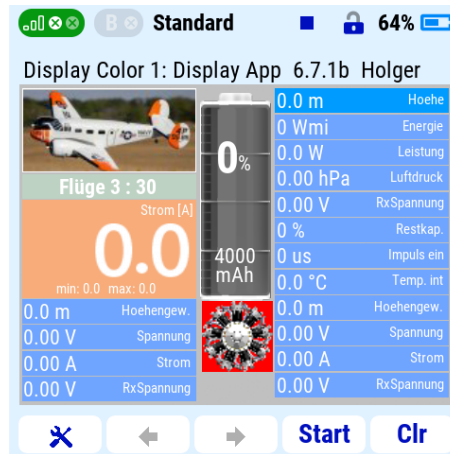 B Standard 64%
Display Color 1: Display App 6.7.1b Holger
Flüge 3 : 30
Strom [A]
0.0
min: 0.0 max: 0.0
0.0 m Hoehengew.
0.00 V Spannung
0.00 A Strom
0.00 V RxSpannung
0%
4000
mAh
0.0 m Hoehe
0 Wmi Energie
0.0 W Leistung
0.00 hPa Luftdruck
0.00 V RxSpannung
0 % Restkap.
0 us Impuls ein
0.0 °C Temp. int
0.0 m Hoehengew.
0.00 V Spannung
0.00 A Strom
0.00 V RxSpannung
Start Clr